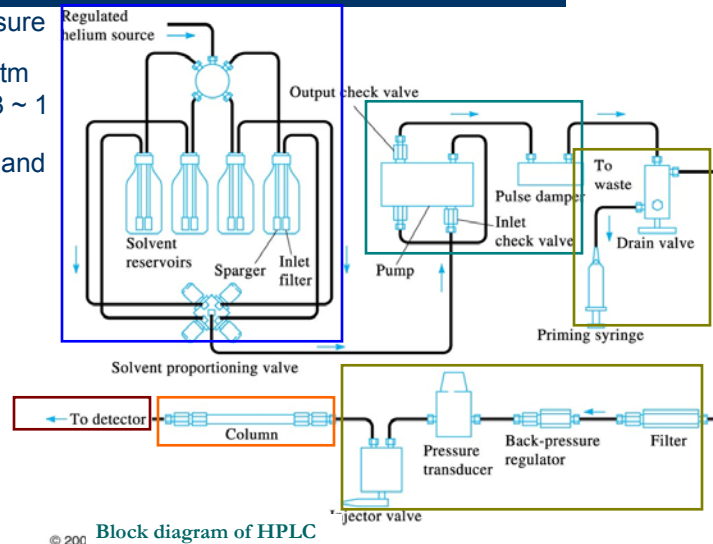 sure
tm
3 ~ 1
and
Regulated
helium source
Output check valve
To
waste
Pulse damper
Inlet
check valve
Drain valve
Solvent
reservoirs
Sparger
Inlet
filter
Pump
Priming syringe
Solvent proportioning valve
To detector
Column
Pressure
transducer
Back-pressure
regulator
Filter
jector valve
© 200
Block diagram of HPLC